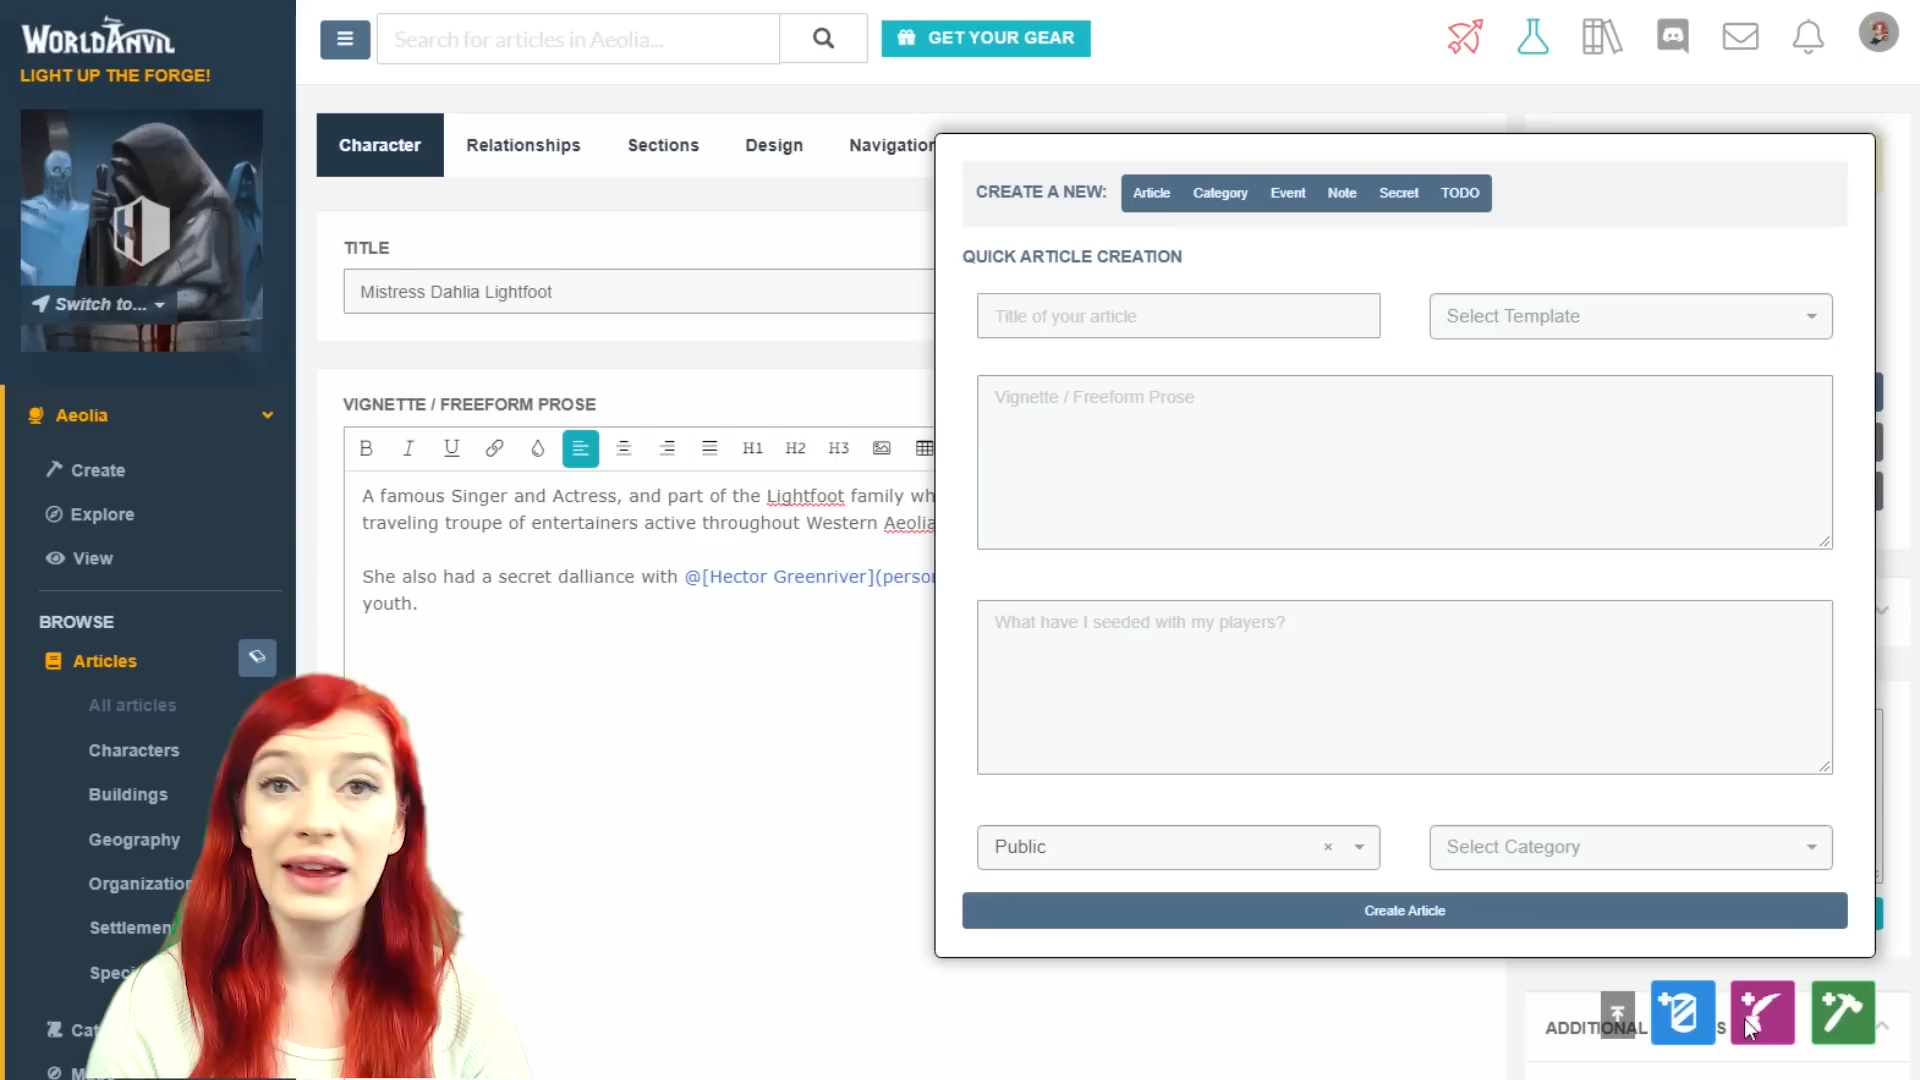 WORLDANVIL
LIGHT UP THE FORGE!
Search for articles in Aeolia...
GET YOUR GEAR
Switch to...
Aeolia
Create
Explore
View
BROWSE
Articles
All articles
Characters
Buildings
Geography
Organization
Settlemen
Speci
Cat
M
Character
Relationships
Sections
Design
Navigation
TITLE
Mistress Dahlia Lightfoot
VIGNETTE / FREEFORM PROSE
B I U H1 H2 H3
A famous Singer and Actress, and part of the Lightfoot family wh
traveling troupe of entertainers active throughout Western Aeolia
She also had a secret dalliance with @[Hector Greenriver](person
youth.
CREATE A NEW:
Article
Category
Event
Note
Secret
TODO
QUICK ARTICLE CREATION
Title of your article
Select Template
Vignette / Freeform Prose
What have I seeded with my players?
Public
Select Category
Create Article
ADDITIONAL
S